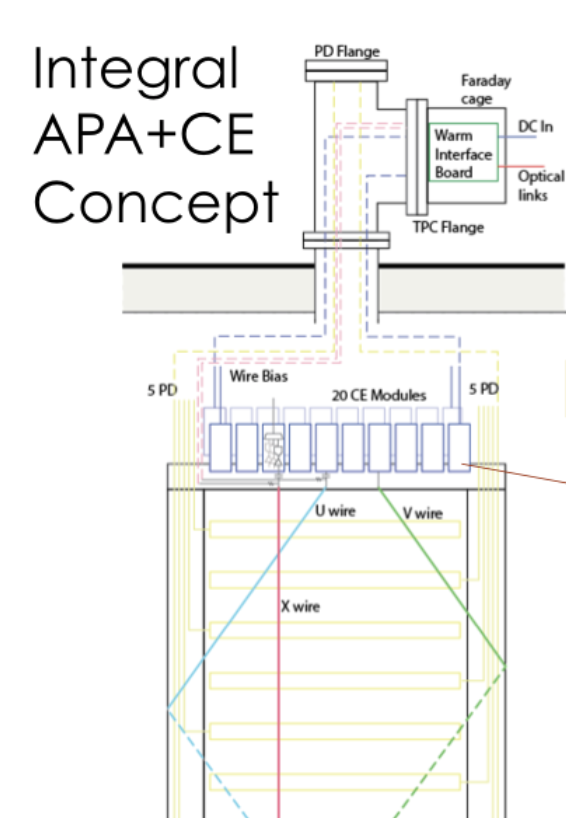 Integral
APA+CE
Concept
PD Flange
Faraday
cage
Warm
Interface
Board
DC In
Optical
links
TPC Flange
Wire Bias
5 PD
20 CE Modules
5 PD
U wire
V wire
X wire